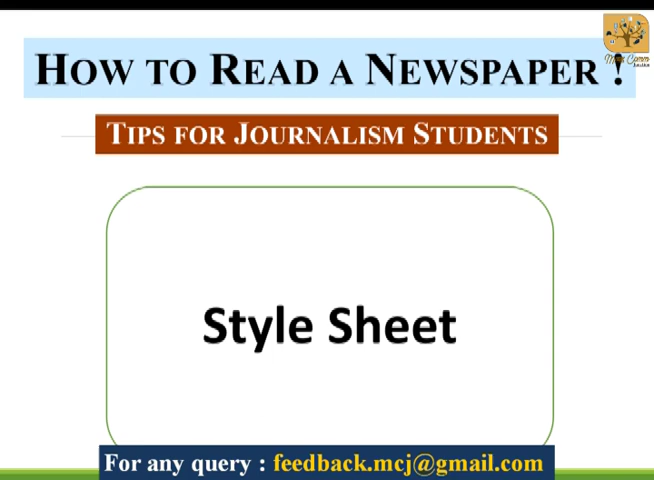 HOW TO READ A NEWSPAPER !
TIPS FOR JOURNALISM STUDENTS
Style Sheet
For any query : feedback.mcj@gmail.com